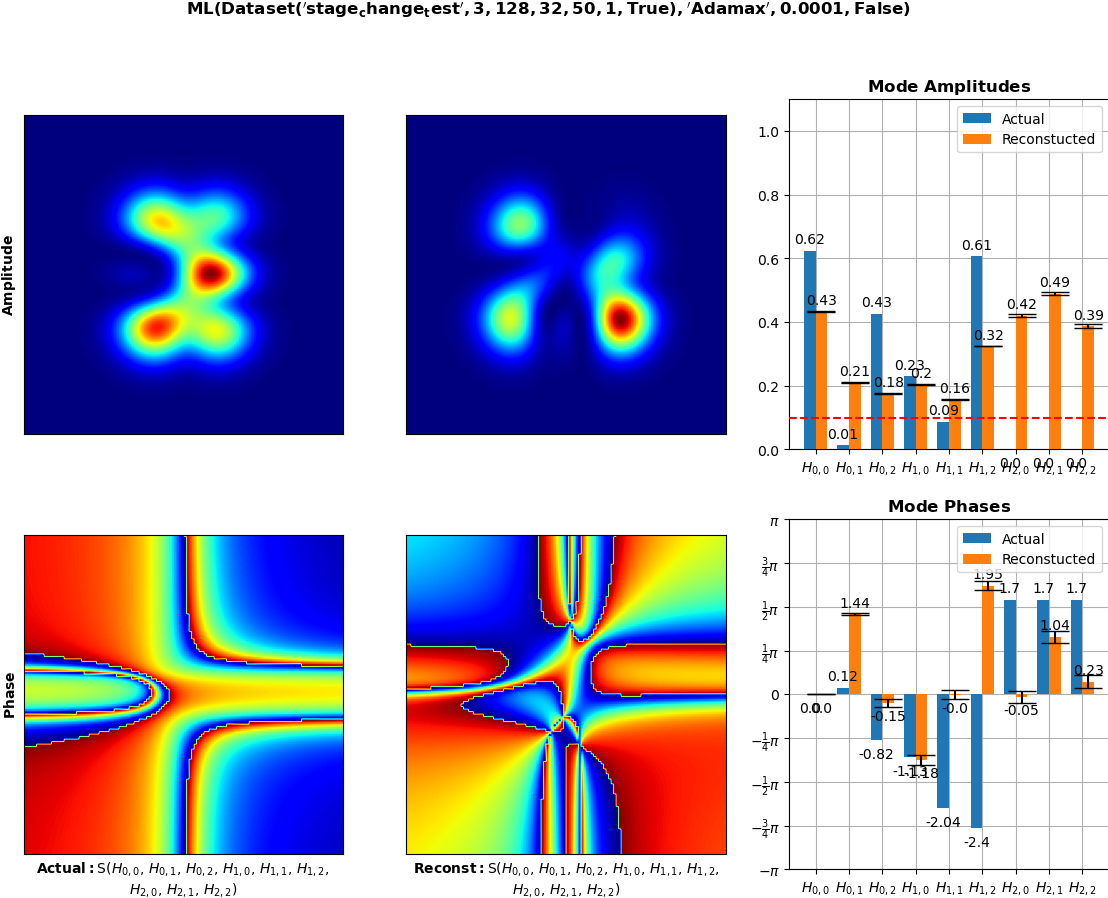 ML(Dataset('stage_change_test', 3, 128, 32, 50, 1, True), 'Adamax', 0.0001, False)
Amplitude
Mode Amplitudes
Actual
Reconstucted
1.0
0.8
0.6
0.4
0.2
0.0
0.62
0.43
0.01
0.21
0.43
0.18
0.23
0.2
0.09
0.16
0.61
0.32
0.0
0.42
0.0
0.49
0.0
0.39
H0,0 H0,1 H0,2 H1,0 H1,1 H1,2 H2,0 H2,1 H2,2
Phase
Actual: S(H0,0, H0,1, H0,2, H1,0, H1,1, H1,2,
H2,0, H2,1, H2,2)
Reconst: S(H0,0, H0,1, H0,2, H1,0, H1,1, H1,2,
H2,0, H2,1, H2,2)
Mode Phases
Actual
Reconstucted
π
3/4π
1/2π
1/4π
0
−1/4π
−1/2π
−3/4π
−π
0.0
0.12
1.44
-0.82
-0.15
-1.13
-1.18
-2.04
-0.0
-2.4
1.95
1.7
-0.05
1.7
1.04
1.7
0.23
H0,0 H0,1 H0,2 H1,0 H1,1 H1,2 H2,0 H2,1 H2,2